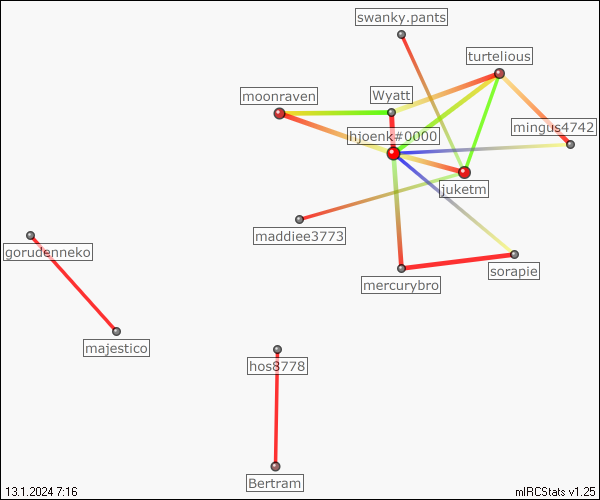 swanky.pants
turtelious
moonraven
Wyatt
mingus4742
hjoenk#0000
juketm
maddiee3773
gorudenneko
sorapie
mercurybro
majestico
hos8778
Bertram
13.1.2024 7:16
mIRCStats v1.25